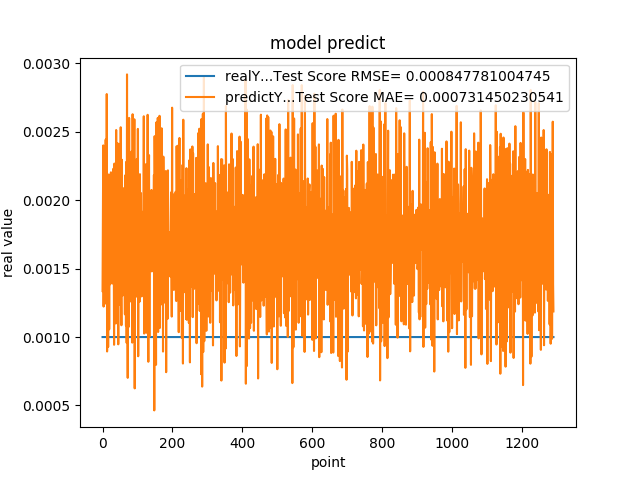 model predict
realY...Test Score RMSE= 0.000847781004745
predictY...Test Score MAE= 0.000731450230541
real value
0.0030
0.0025
0.0020
0.0015
0.0010
0.0005
0 200 400 600 800 1000 1200
point